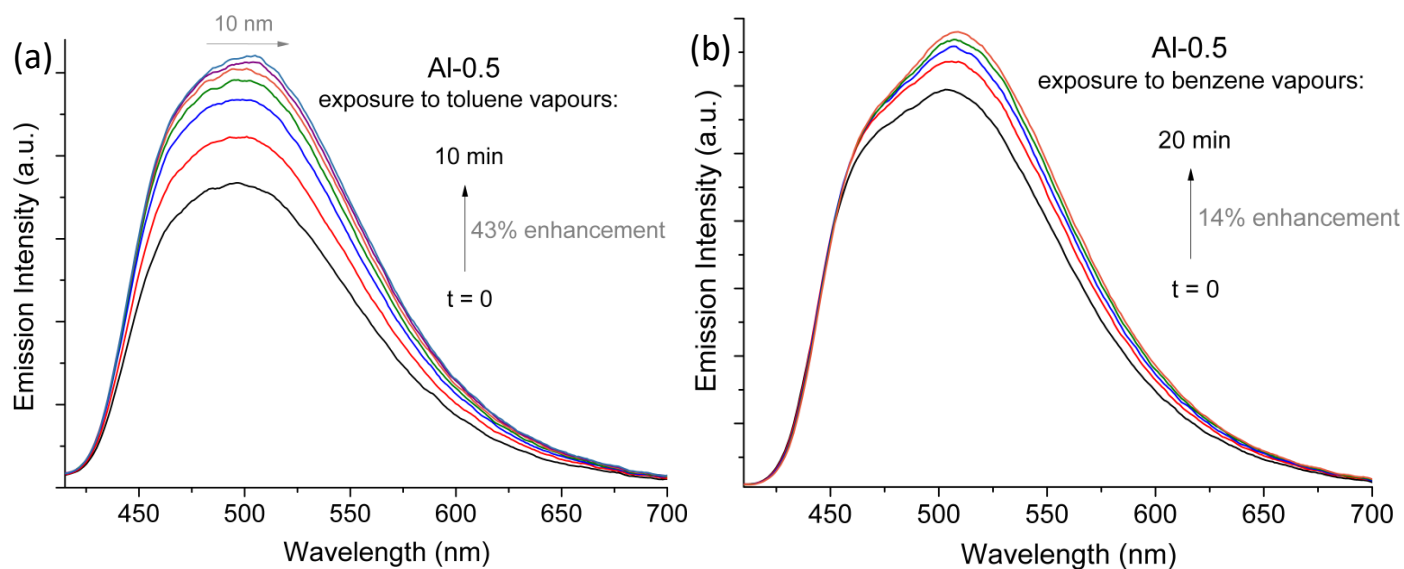 (a)
10 nm
Al-0.5
exposure to toluene vapours:
10 min
43% enhancement
t = 0
Emission Intensity (a.u.)
450 500 550 600 650 700
Wavelength (nm)
(b)
Al-0.5
exposure to benzene vapours:
20 min
14% enhancement
t = 0
Emission Intensity (a.u.)
450 500 550 600 650 700
Wavelength (nm)